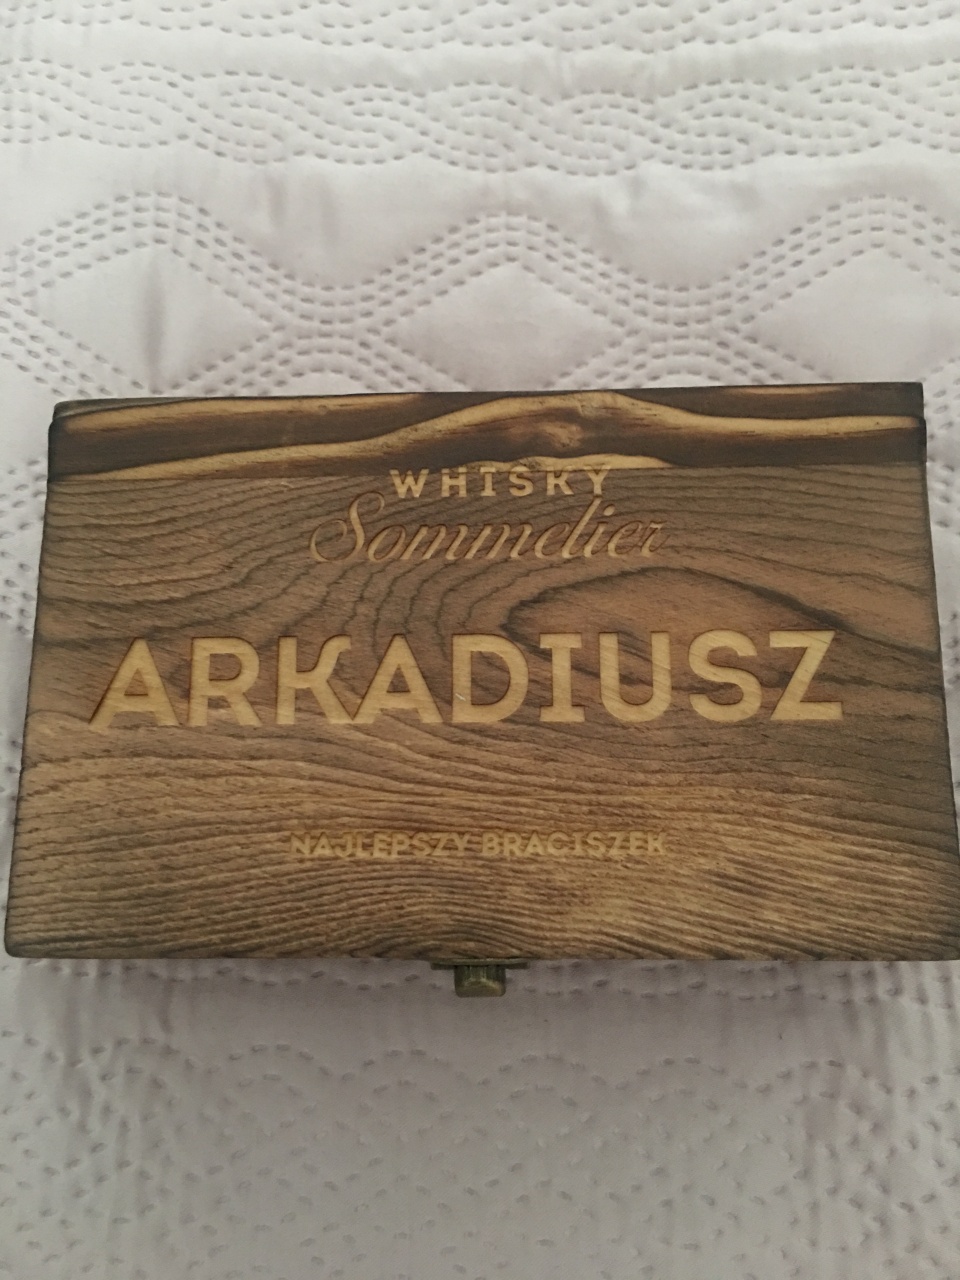 WHISKY
Sommelier
ARKADIUSZ
NAJLEPSZY BRACISZEK